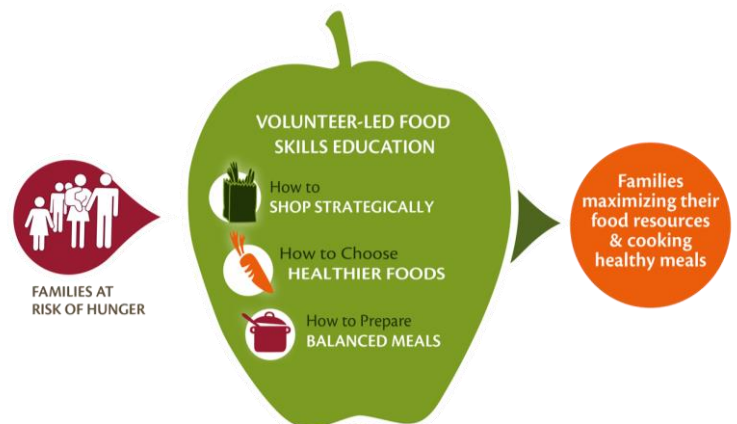 VOLUNTEER-LED FOOD
SKILLS EDUCATION
How to
SHOP STRATEGICALLY
How to Choose
HEALTHIER FOODS
How to Prepare
BALANCED MEALS
FAMILIES AT
RISK OF HUNGER
Families
maximizing their
food resources
& cooking
healthy meals